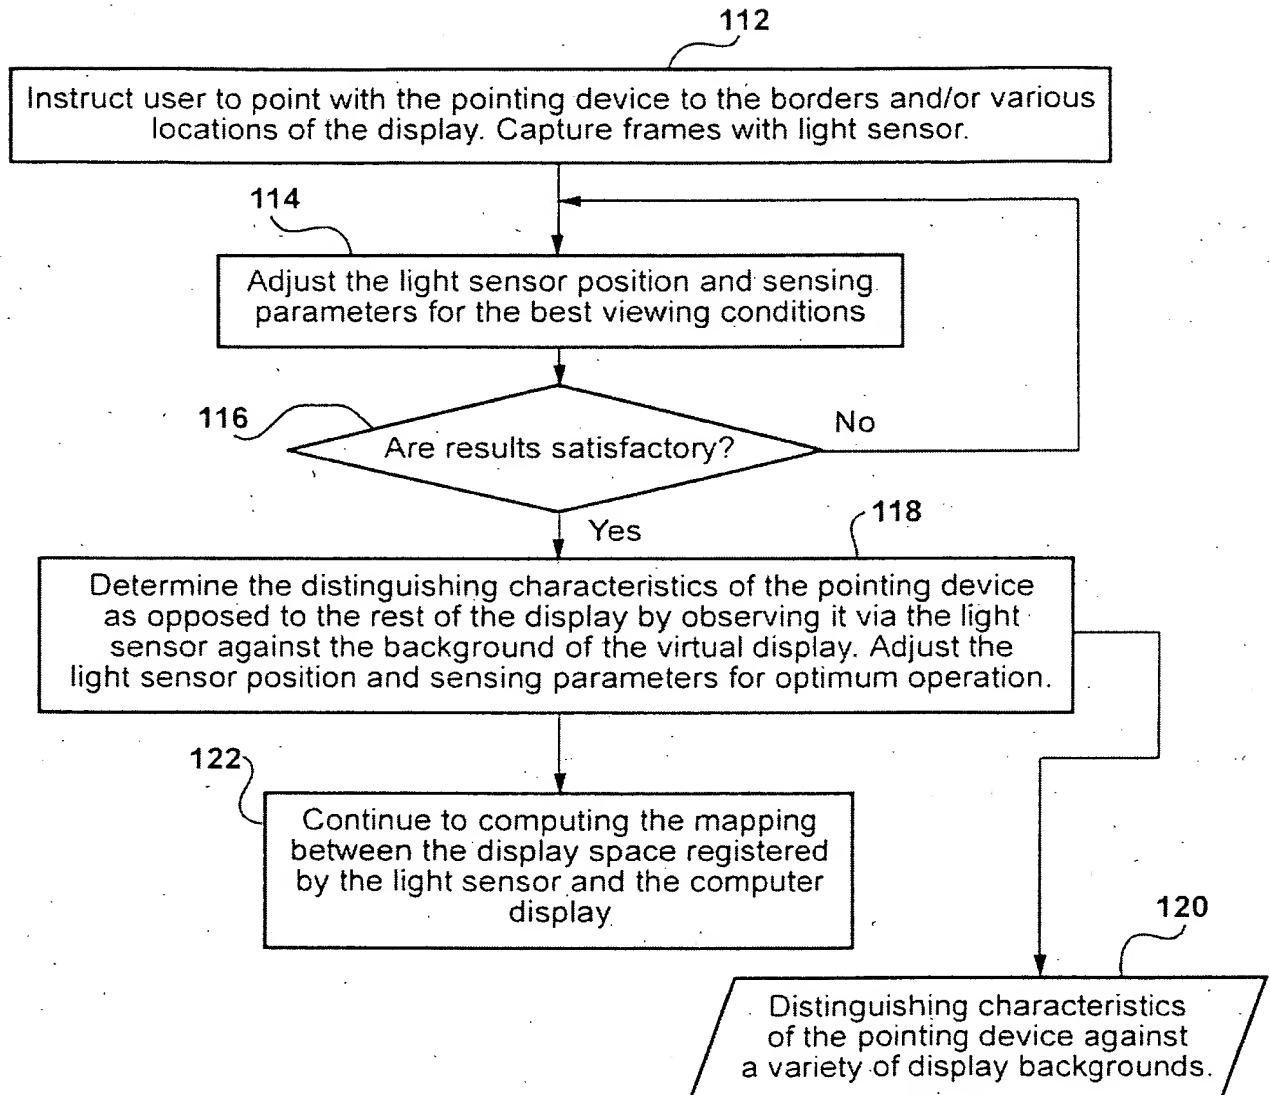 112
Instruct user to point with the pointing device to the borders and/or various
locations of the display. Capture frames with light sensor.
114
Adjust the light sensor position and sensing
parameters for the best viewing conditions
116
Are results satisfactory?
No
Yes
118
Determine the distinguishing characteristics of the pointing device
as opposed to the rest of the display by observing it via the light
sensor against the background of the virtual display. Adjust the
light sensor position and sensing parameters for optimum operation.
122
Continue to computing the mapping
between the display space registered
by the light sensor and the computer
display
120
Distinguishing characteristics
of the pointing device against
a variety of display backgrounds.